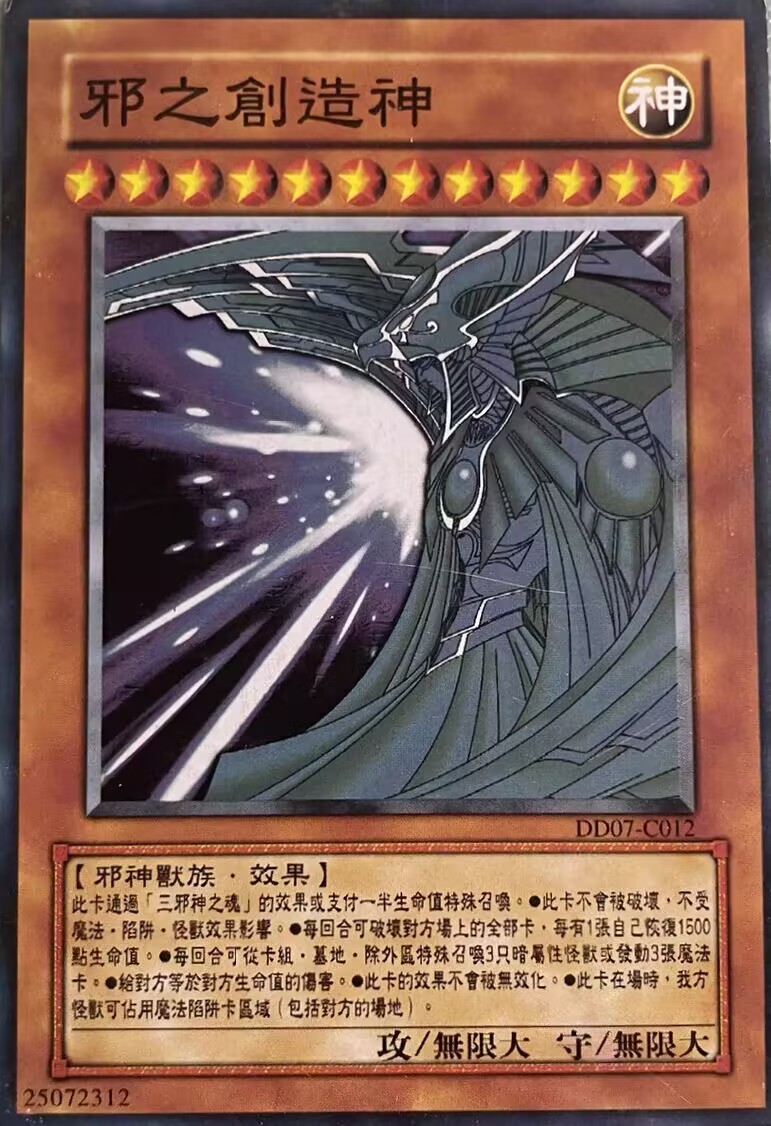 邪之創造神
神
DD07-C012
【邪神獸族·效果】
此卡通過「三邪神之魂」的效果或支付一半生命值特殊召喚。●此卡不會被破壞，不受
魔法·陷阱·怪獸效果影響。●每回合可破壞對方場上的全部卡，每有1張自己恢復1500
點生命值。●每回合可從卡組·墓地·除外區特殊召喚3只暗屬性怪獸或發動3張魔法
卡。●給對方等於對方生命值的傷害。●此卡的效果不會被無效化。●此卡在場時，我方
怪獸可佔用魔法陷阱卡區域（包括對方的場地）。
攻/無限大 守/無限大
25072312